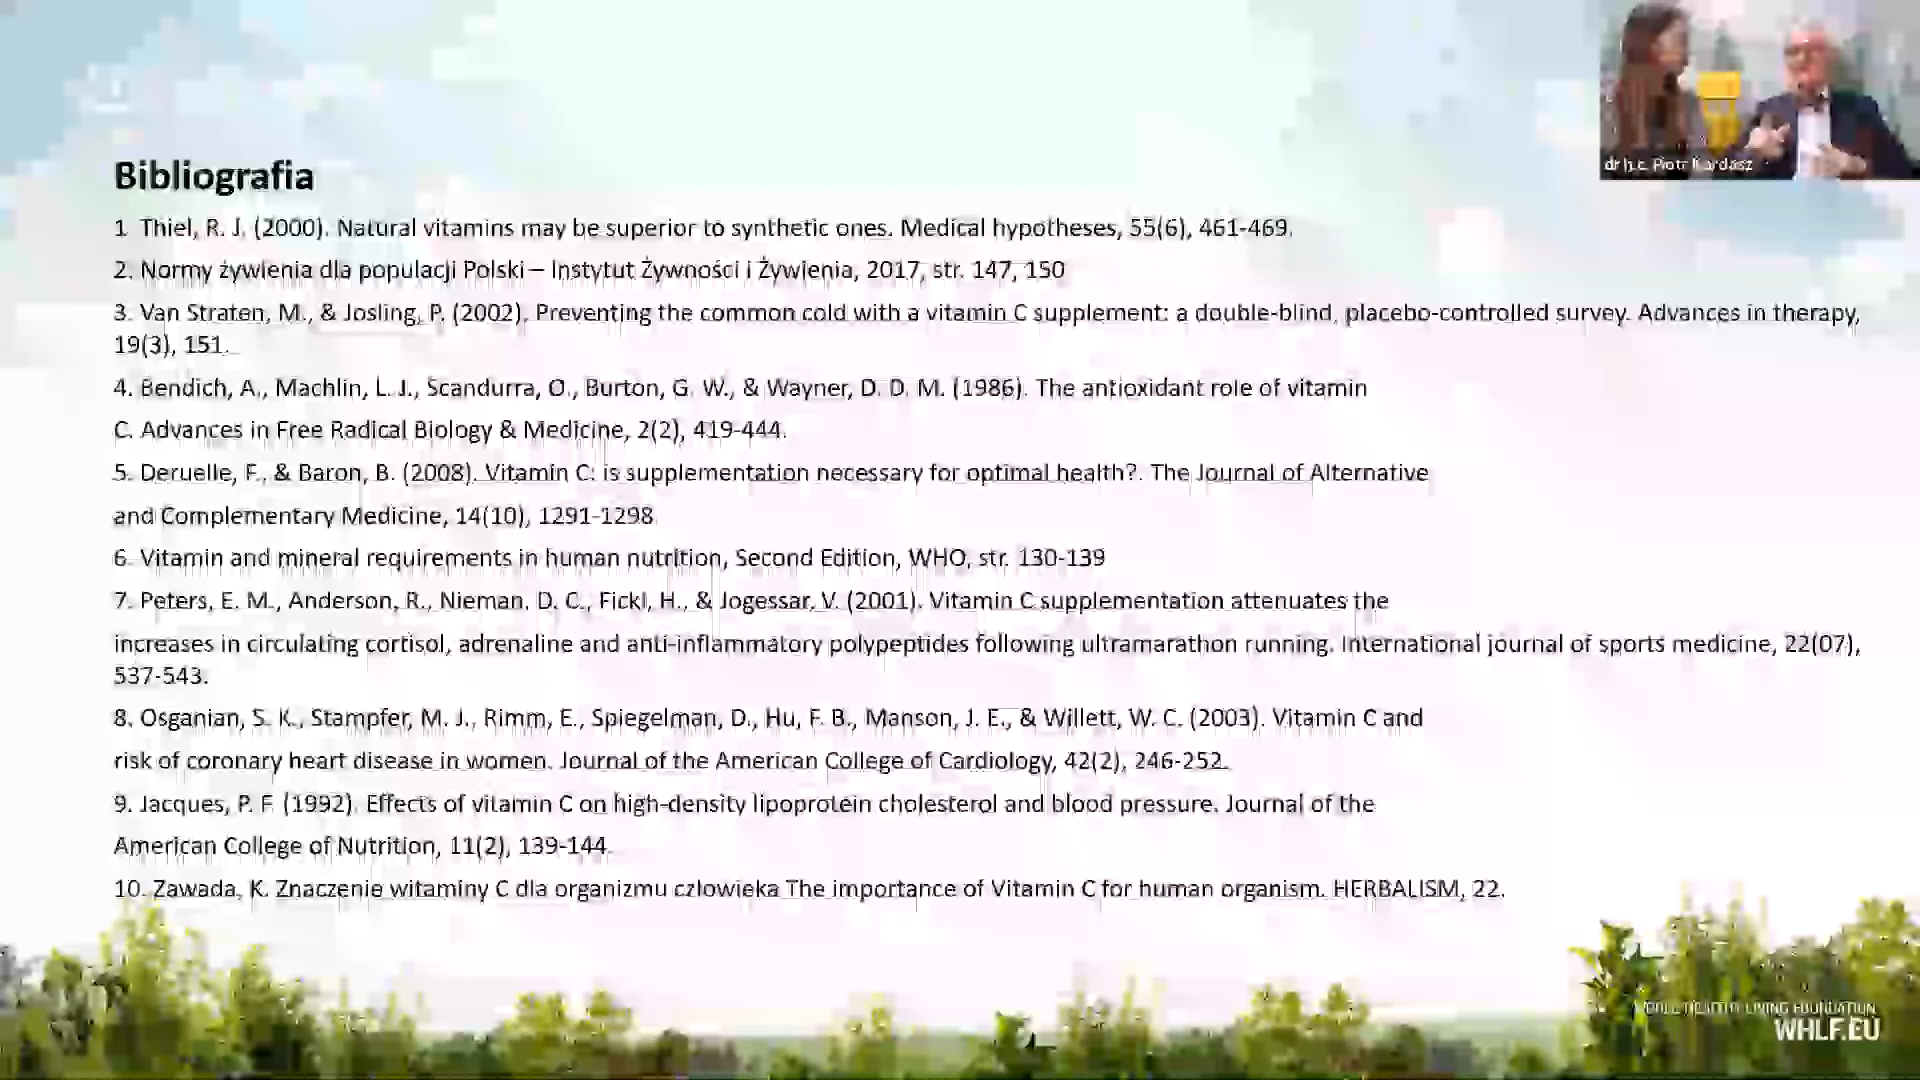 dr h.c. Piotr Kardasz
Bibliografia
1. Thiel, R. J. (2000). Natural vitamins may be superior to synthetic ones. Medical hypotheses, 55(6), 461-469.
2. Normy żywienia dla populacji Polski – Instytut Żywności i Żywienia, 2017, str. 147, 150
3. Van Straten, M., & Josling, P. (2002). Preventing the common cold with a vitamin C supplement: a double-blind, placebo-controlled survey. Advances in therapy,
19(3), 151.
4. Bendich, A., Machlin, L. J., Scandurra, O., Burton, G. W., & Wayner, D. D. M. (1986). The antioxidant role of vitamin
C. Advances in Free Radical Biology & Medicine, 2(2), 419-444.
5. Deruelle, F., & Baron, B. (2008). Vitamin C: is supplementation necessary for optimal health?. The Journal of Alternative
and Complementary Medicine, 14(10), 1291-1298.
6. Vitamin and mineral requirements in human nutrition, Second Edition, WHO, str. 130-139
7. Peters, E. M., Anderson, R., Nieman, D. C., Fickl, H., & Jogessar, V. (2001). Vitamin C supplementation attenuates the
increases in circulating cortisol, adrenaline and anti-inflammatory polypeptides following ultramarathon running. International journal of sports medicine, 22(07),
537-543.
8. Osganian, S. K., Stampfer, M. J., Rimm, E., Spiegelman, D., Hu, F. B., Manson, J. E., & Willett, W. C. (2003). Vitamin C and
risk of coronary heart disease in women. Journal of the American College of Cardiology, 42(2), 246-252.
9. Jacques, P. F. (1992). Effects of vitamin C on high-density lipoprotein cholesterol and blood pressure. Journal of the
American College of Nutrition, 11(2), 139-144.
10. Zawada, K. Znaczenie witaminy C dla organizmu człowieka The importance of Vitamin C for human organism. HERBALISM, 22.
WORLD HEALTHY LIVING FOUNDATION
WHLF.EU